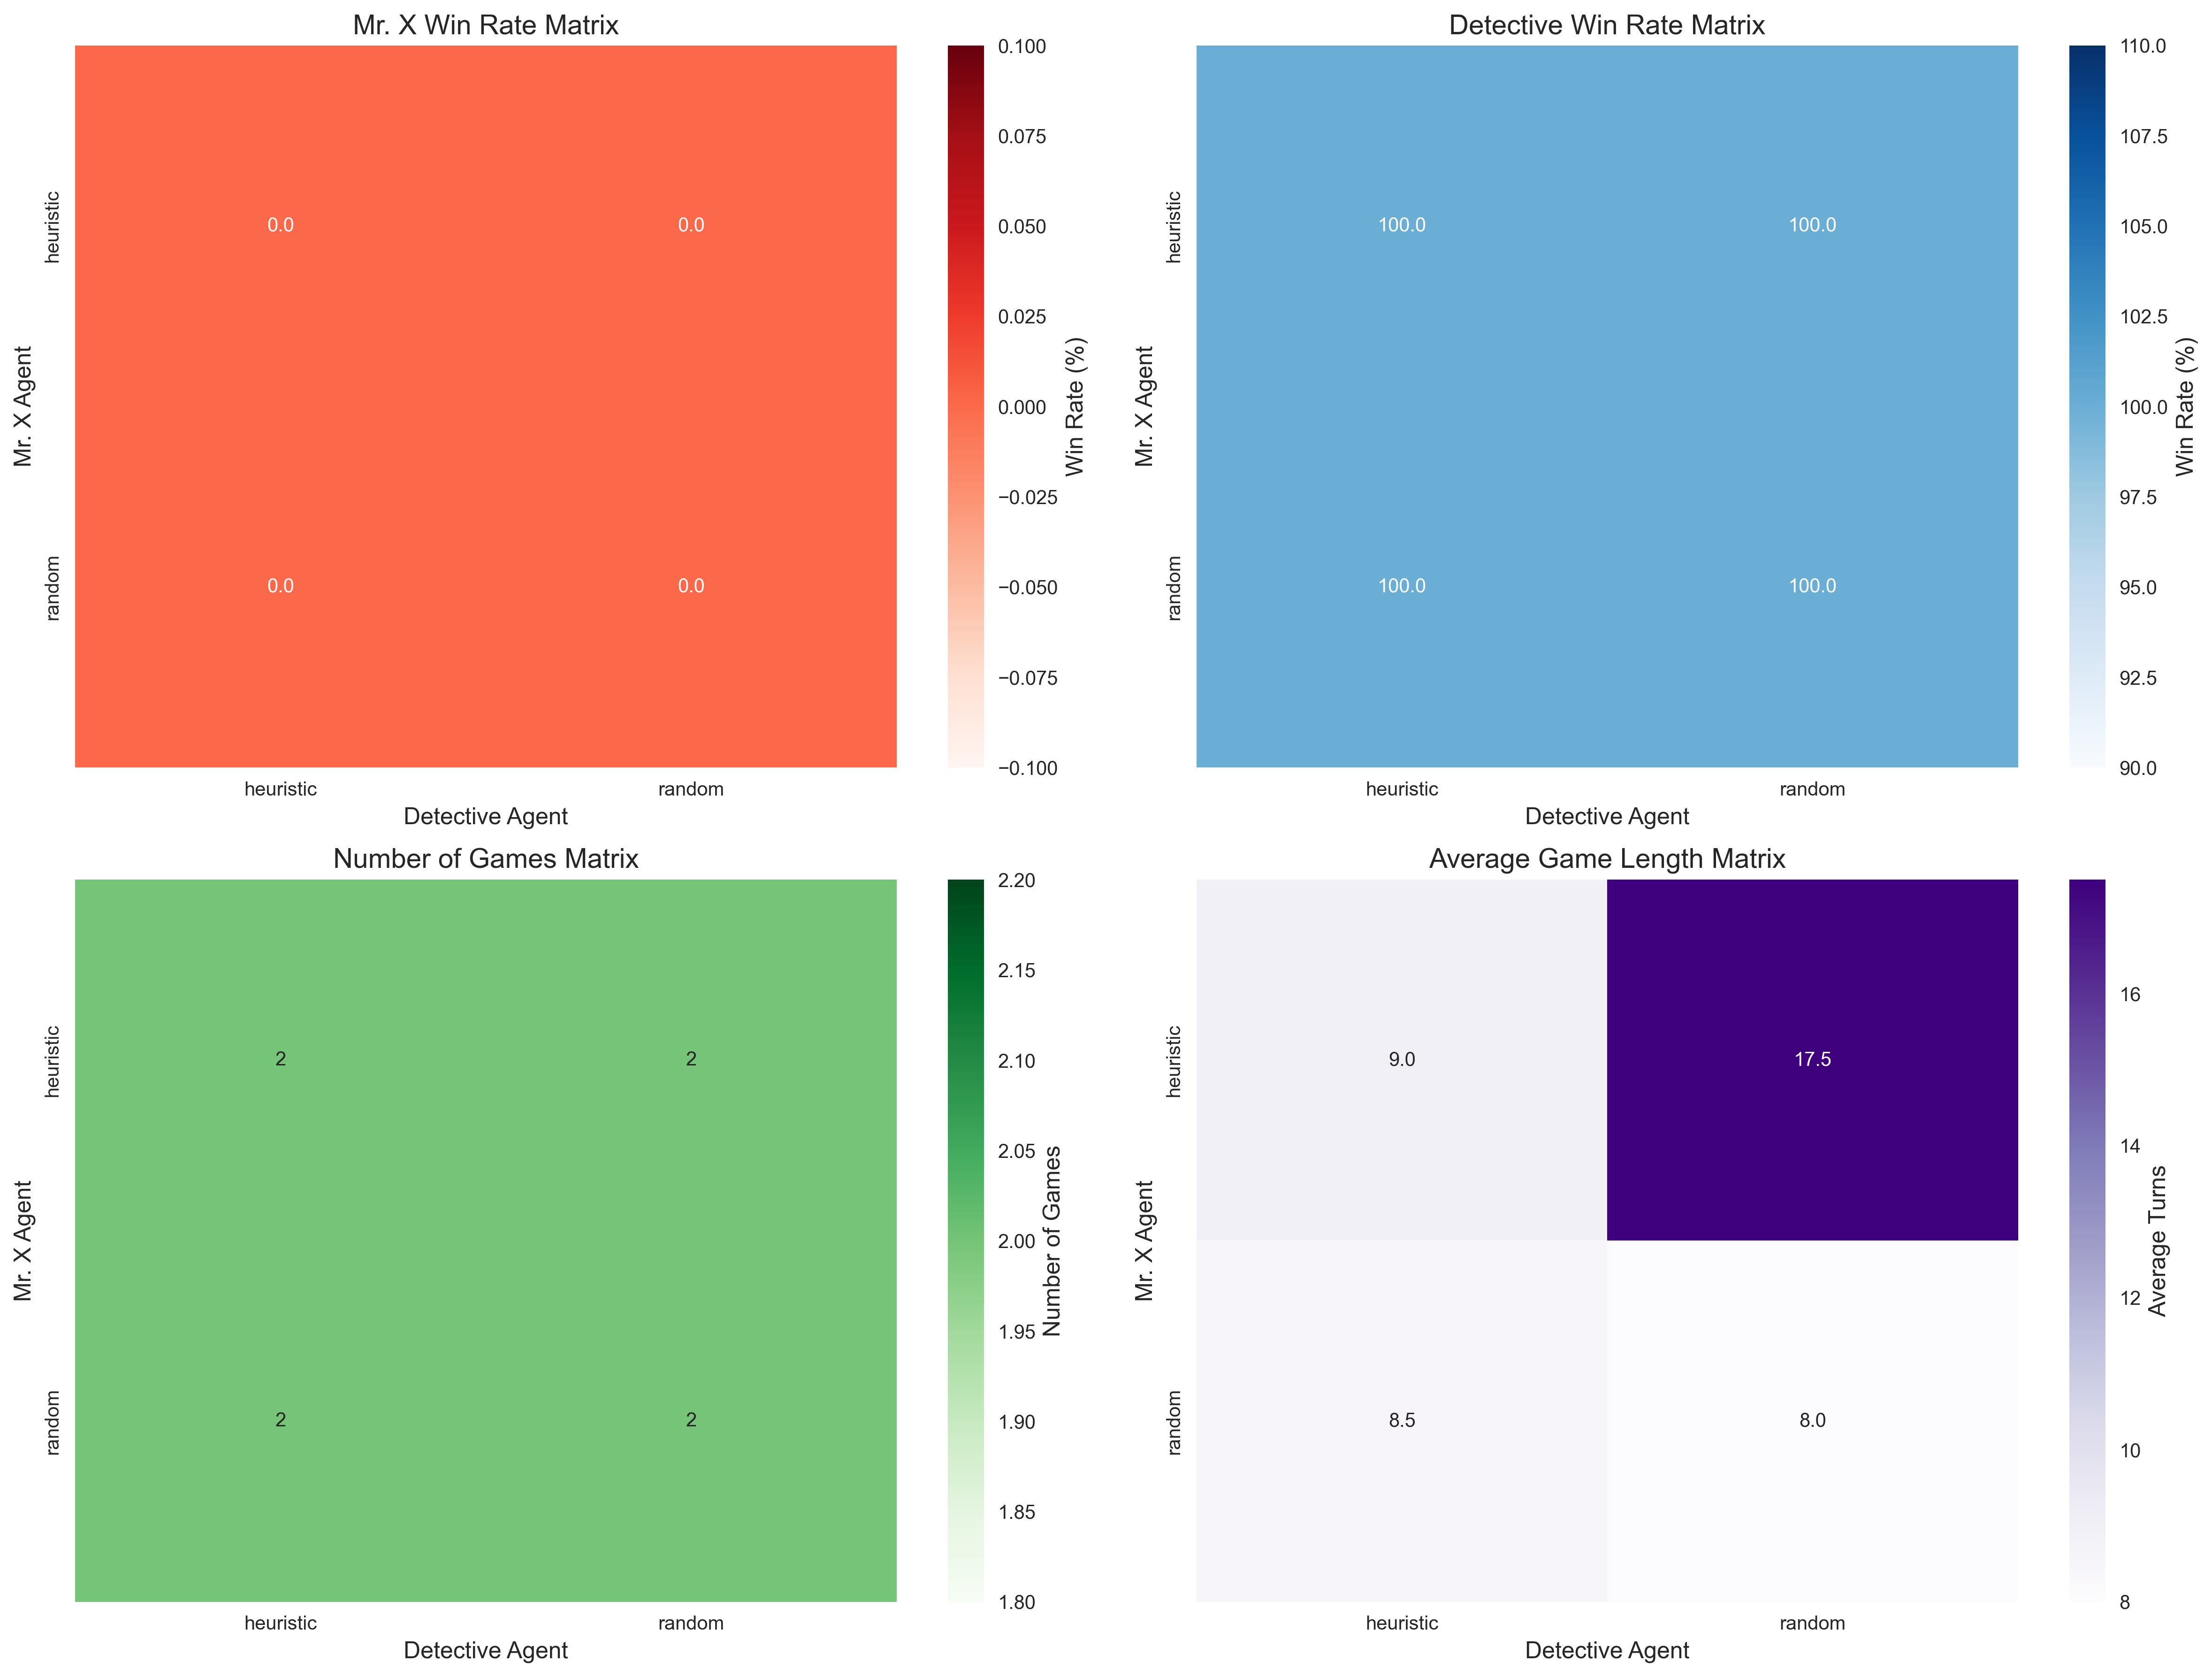 Mr. X Win Rate Matrix
0.0 0.0
0.0 0.0
heuristic
random
Mr. X Agent
heuristic random
Detective Agent
0.100
0.075
0.050
0.025
0.000
−0.025
−0.050
−0.075
−0.100
Win Rate (%)
Detective Win Rate Matrix
100.0 100.0
100.0 100.0
heuristic
random
Mr. X Agent
heuristic random
Detective Agent
110.0
107.5
105.0
102.5
100.0
97.5
95.0
92.5
90.0
Win Rate (%)
Number of Games Matrix
2 2
2 2
heuristic
random
Mr. X Agent
heuristic random
Detective Agent
2.20
2.15
2.10
2.05
2.00
1.95
1.90
1.85
1.80
Number of Games
Average Game Length Matrix
9.0 17.5
8.5 8.0
heuristic
random
Mr. X Agent
heuristic random
Detective Agent
16
14
12
10
8
Average Turns